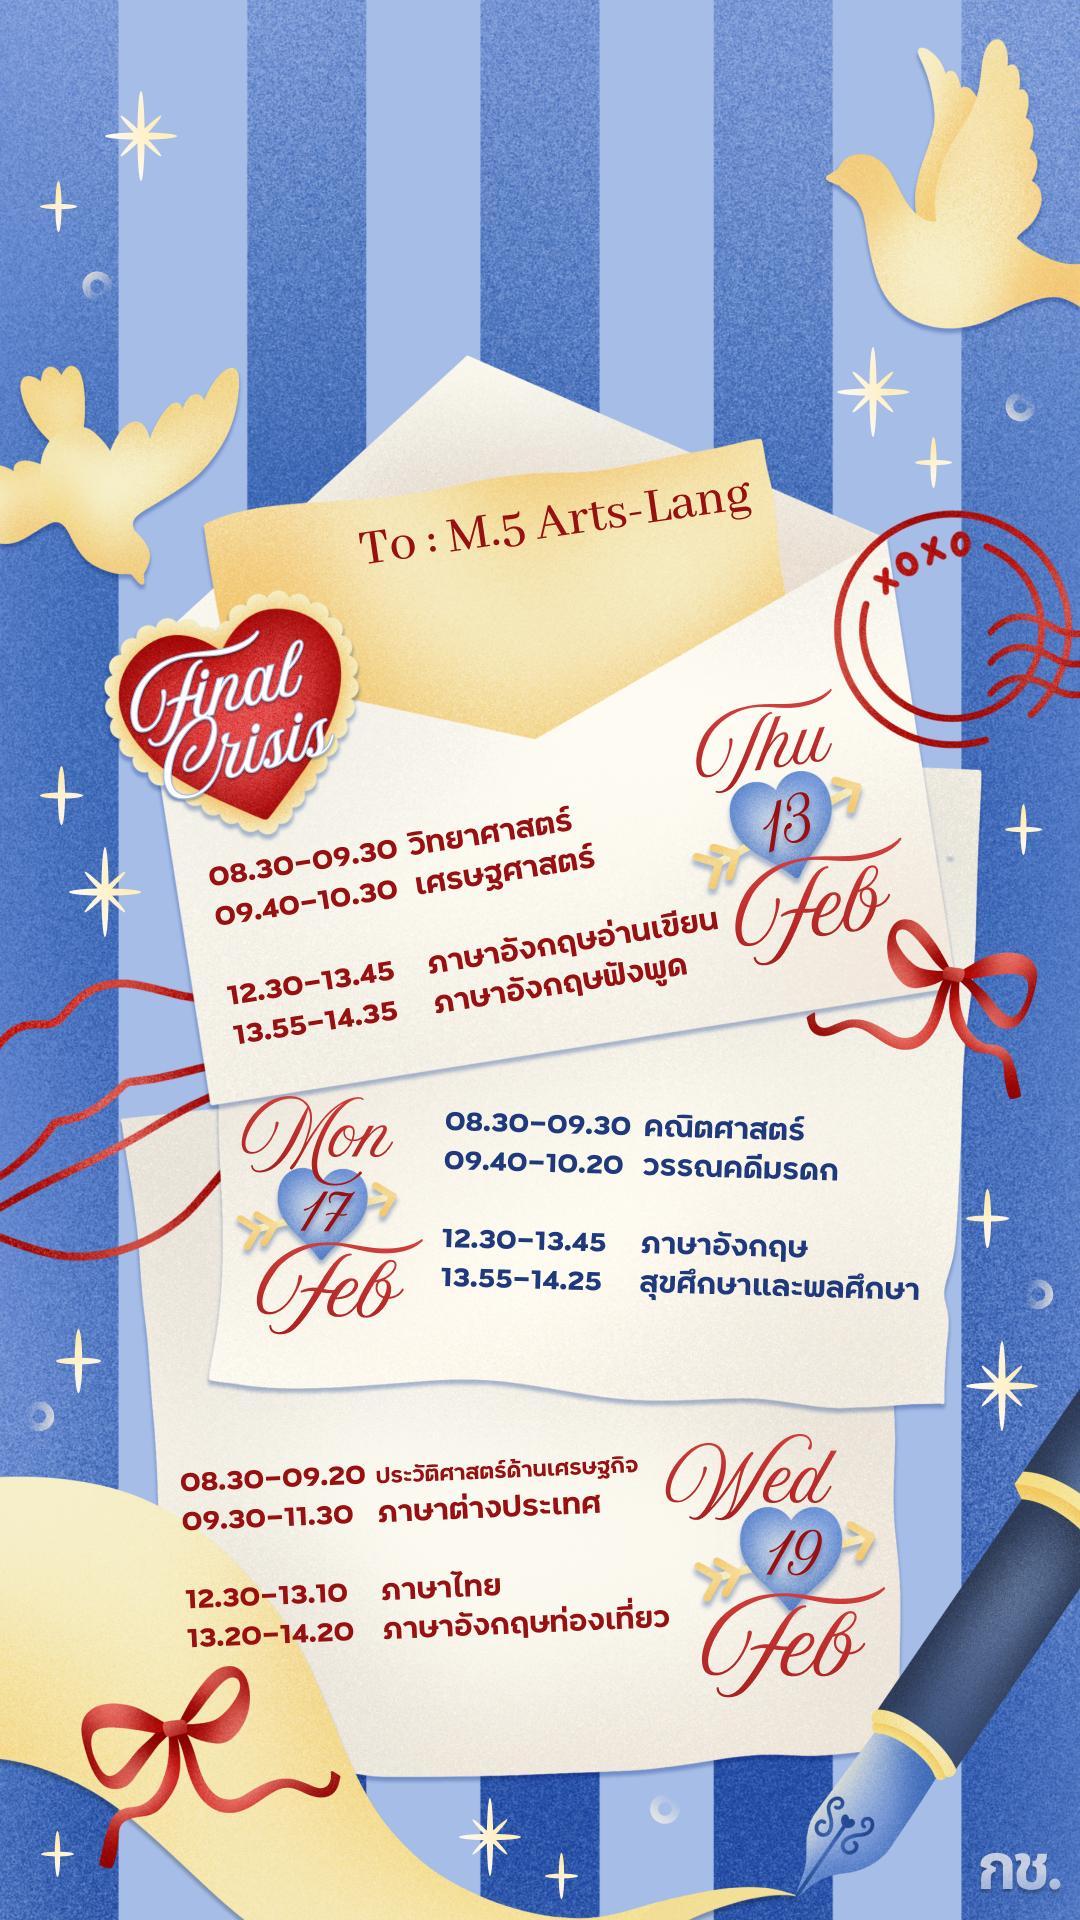 To : M.5 Arts-Lang
xoxo
Final
Crisis
Thu
13
Feb
08.30-09.30 วิทยาศาสตร์
09.40-10.30 เศรษฐศาสตร์
12.30-13.45 ภาษาอังกฤษอ่านเขียน
13.55-14.35 ภาษาอังกฤษฟังพูด
Mon
17
Feb
08.30-09.30 คณิตศาสตร์
09.40-10.20 วรรณคดีมรดก
12.30-13.45 ภาษาอังกฤษ
13.55-14.25 สุขศึกษาและพลศึกษา
Wed
19
Feb
08.30-09.20 ประวัติศาสตร์ด้านเศรษฐกิจ
09.30-11.30 ภาษาต่างประเทศ
12.30-13.10 ภาษาไทย
13.20-14.20 ภาษาอังกฤษท่องเที่ยว
กช.